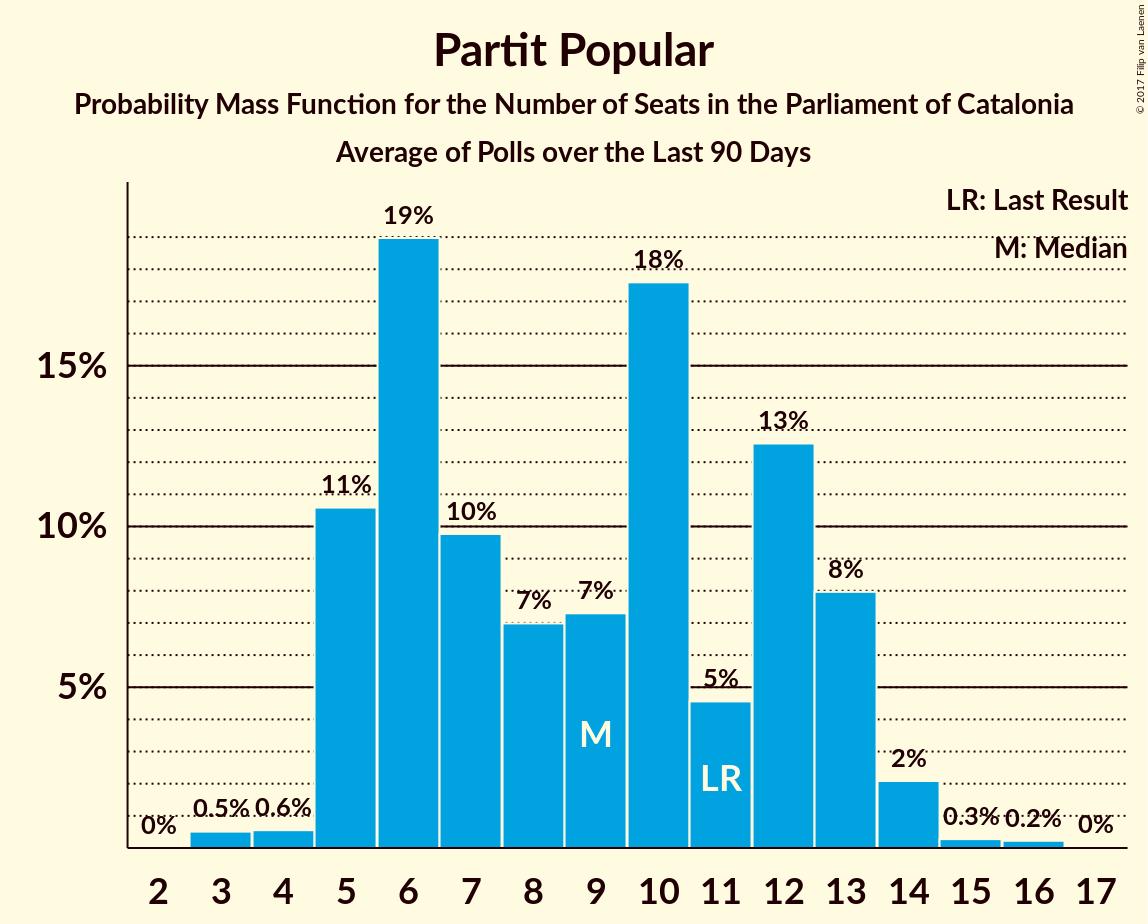 Partit Popular
Probability Mass Function for the Number of Seats in the Parliament of Catalonia
Average of Polls over the Last 90 Days
© 2017 Filip van Laenen
LR: Last Result
M: Median
19%
18%
15%
13%
11%
10%
10%
8%
7%
7%
5%
5%
M
LR
2%
0%
0.5%
0.6%
0.3%
0.2%
0%
2 3 4 5 6 7 8 9 10 11 12 13 14 15 16 17